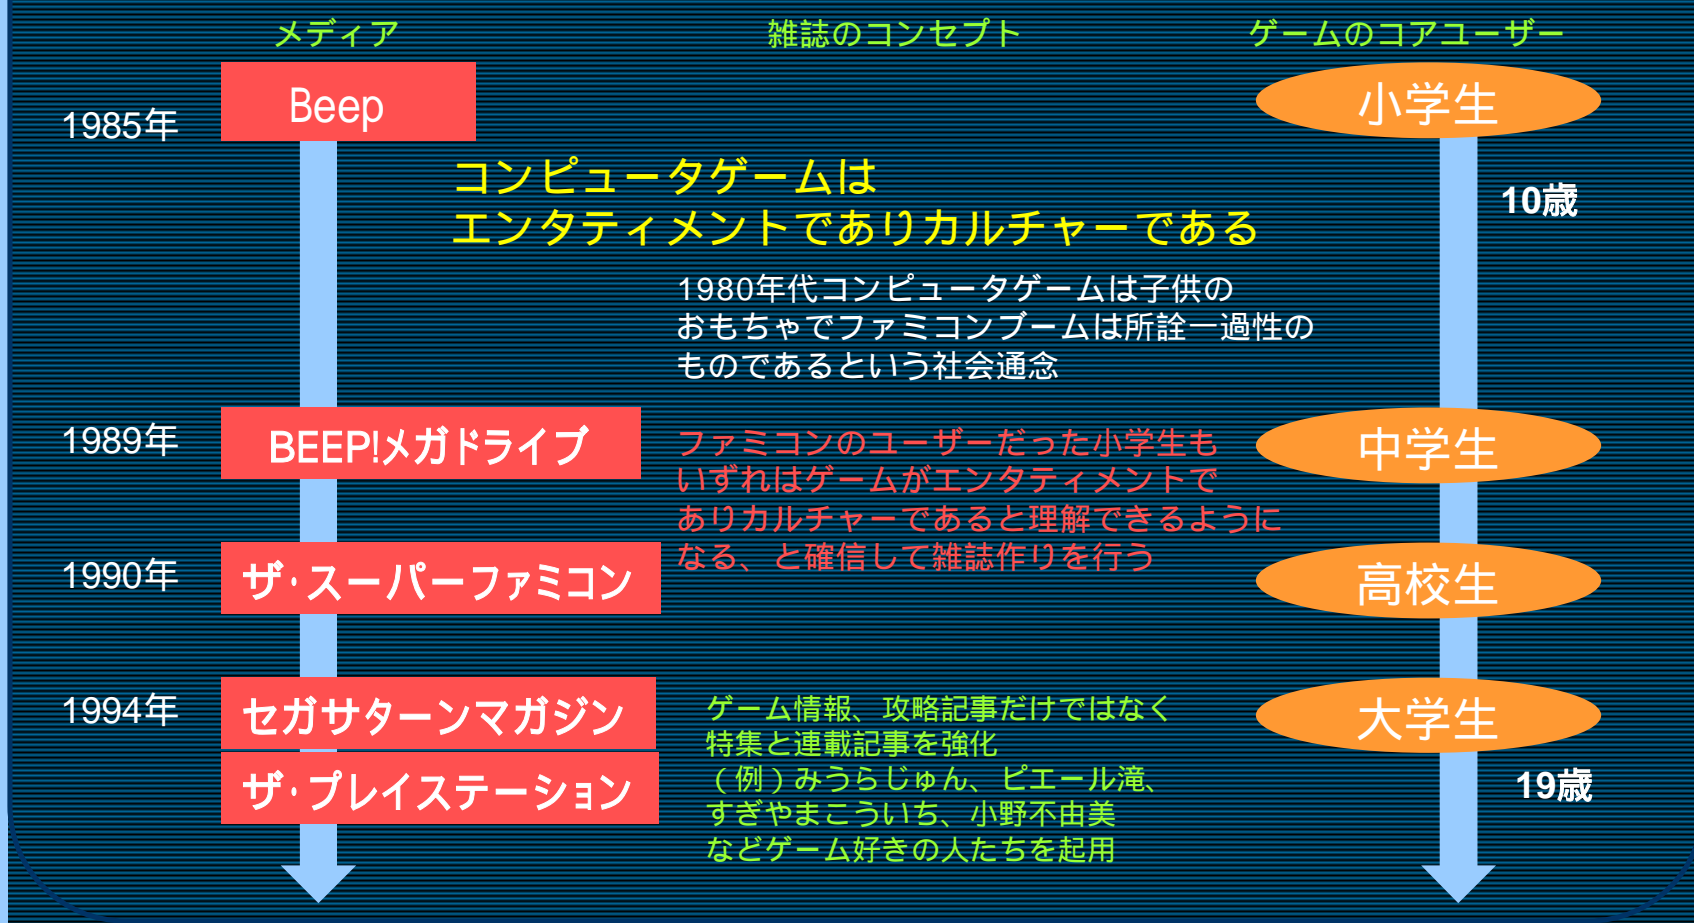 メディア
雑誌のコンセプト
ゲームのコアユーザー
1985年
Beep
小学生
10歳
コンピュータゲームは
エンタティメントでありカルチャーである
1980年代コンピュータゲームは子供の
おもちゃでファミコンブームは所詮一過性の
ものであるという社会通念
1989年
BEEP!メガドライブ
中学生
ファミコンのユーザーだった小学生も
いずれはゲームがエンタティメントで
ありカルチャーであると理解できるように
なる、と確信して雑誌作りを行う
1990年
ザ・スーパーファミコン
高校生
1994年
セガサターンマガジン
ザ・プレイステーション
大学生
19歳
ゲーム情報、攻略記事だけではなく
特集と連載記事を強化
(例)みうらじゅん、ピエール滝、
すぎやまこういち、小野不由美
などゲーム好きの人たちを起用